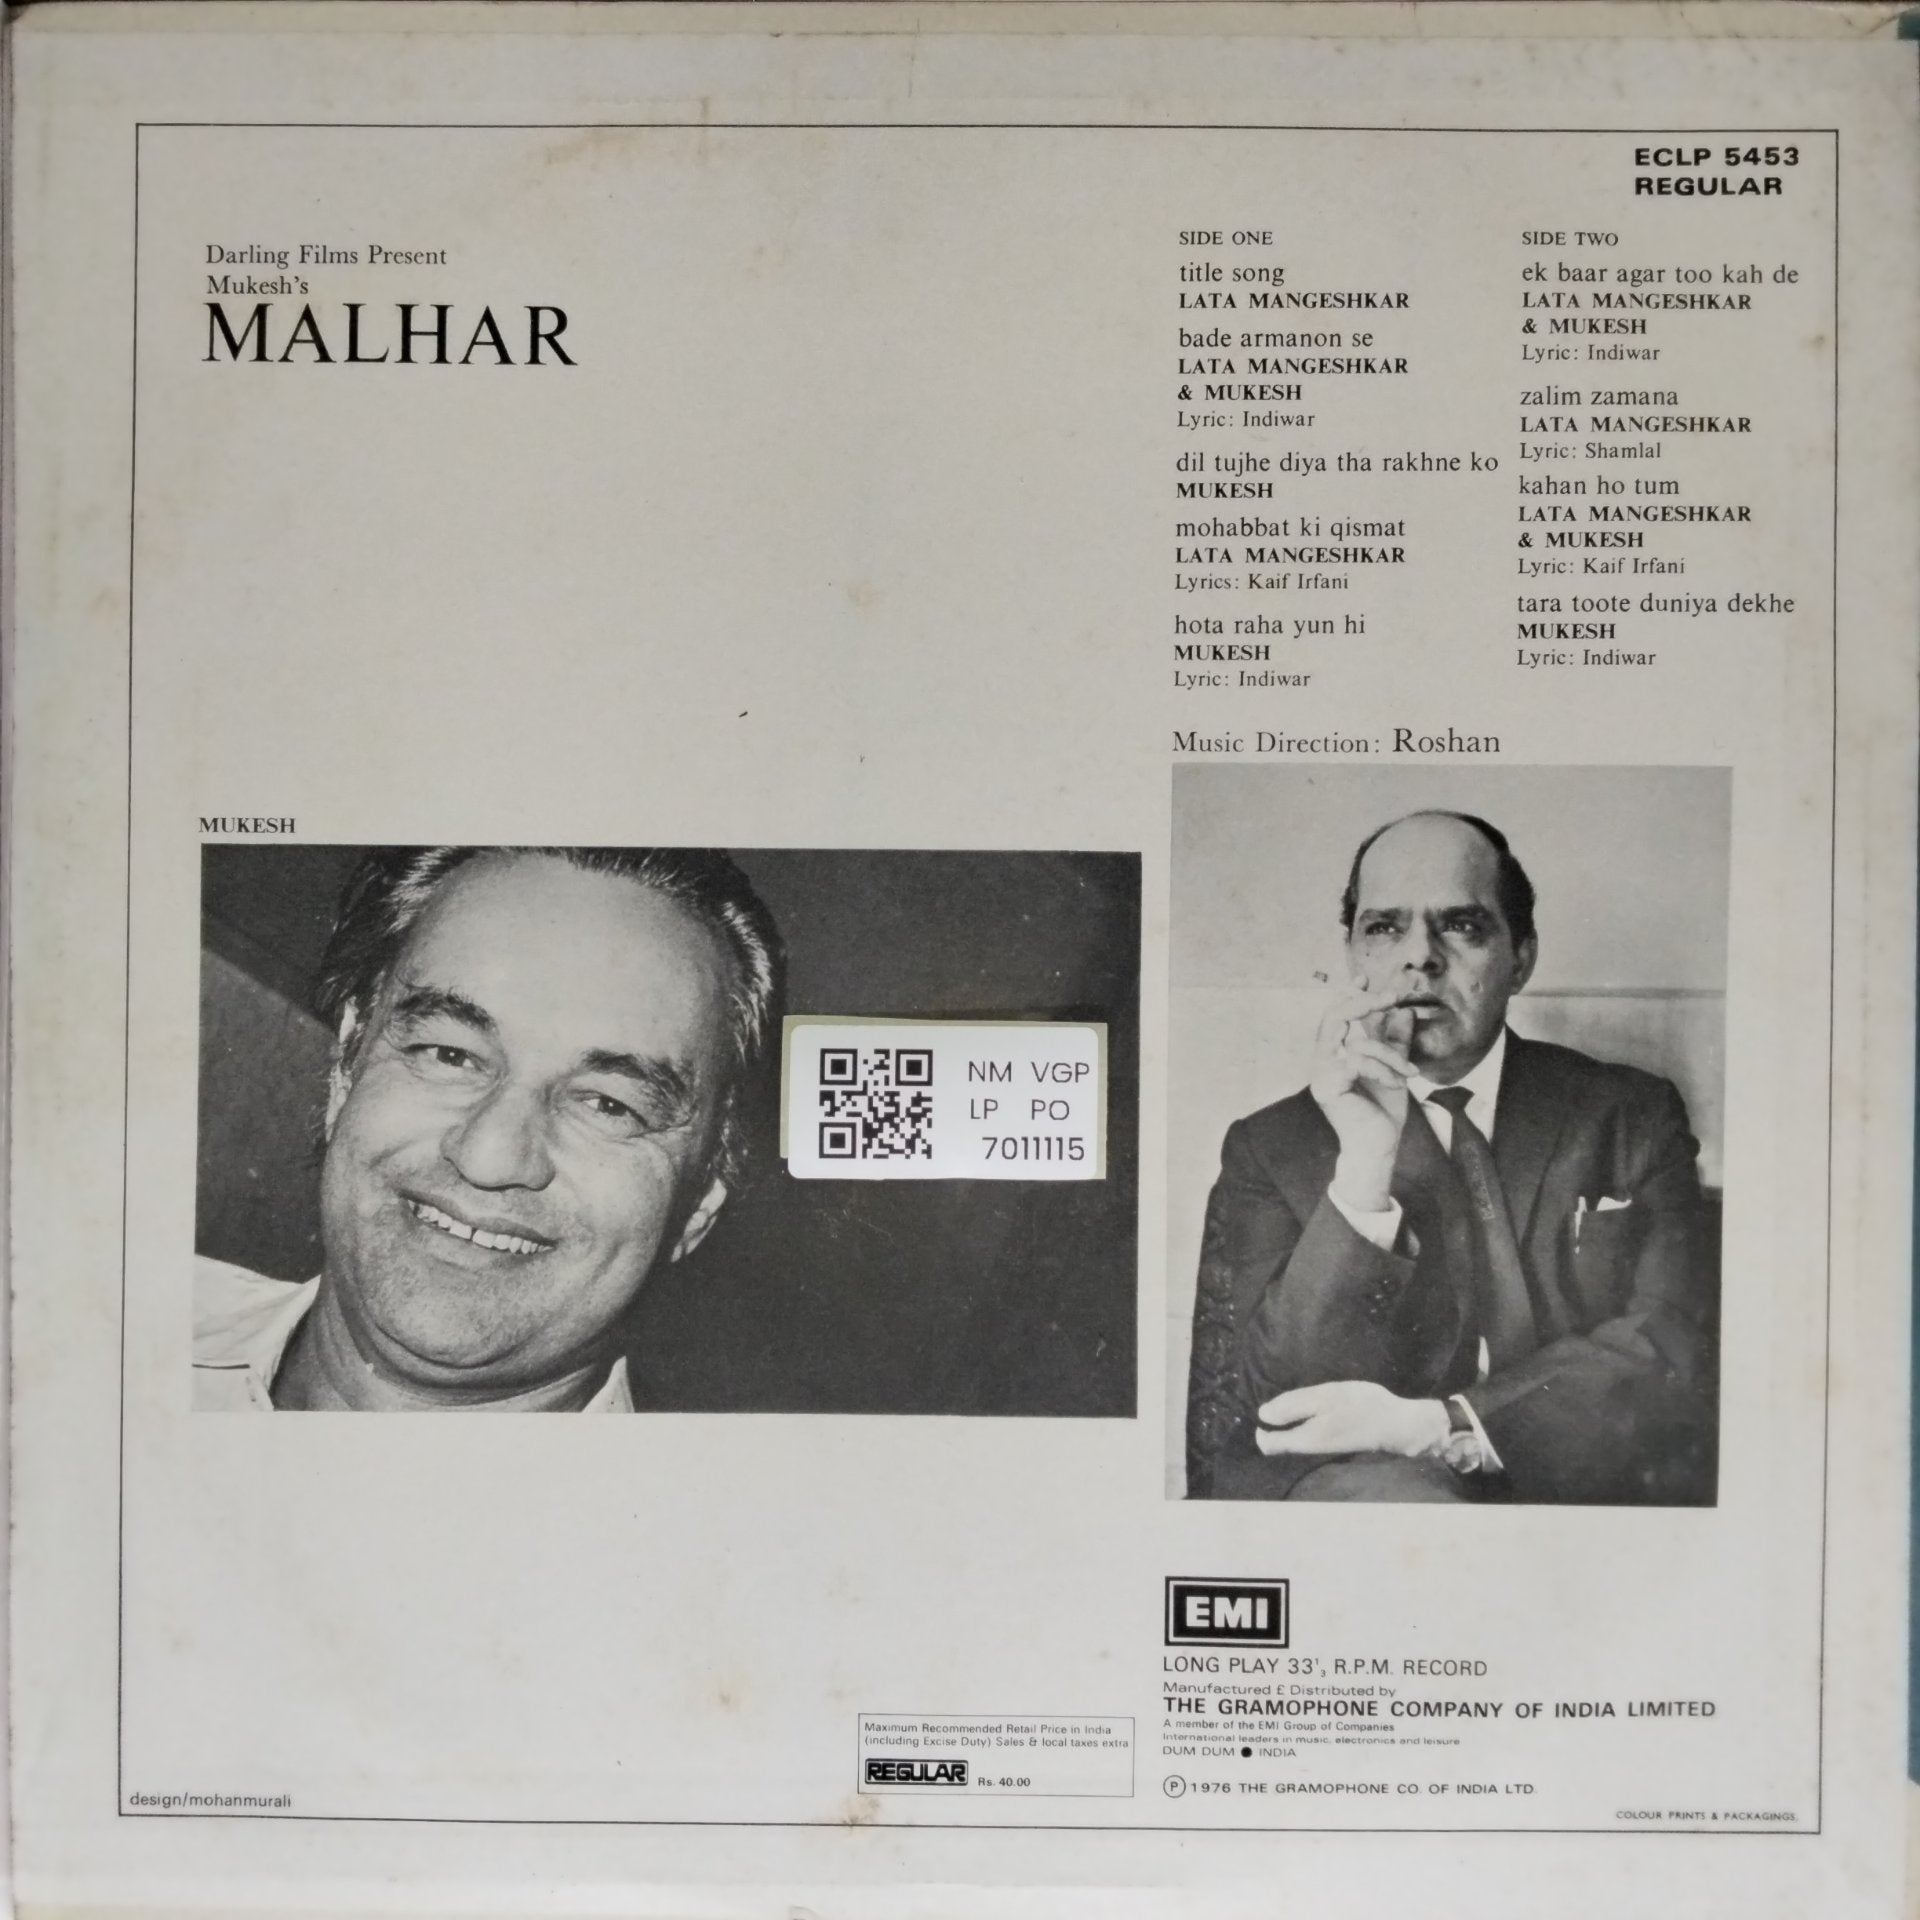 ECLP 5453
REGULAR
Darling Films Present
Mukesh's
MALHAR
SIDE ONE
title song
LATA MANGESHKAR
bade armanon se
LATA MANGESHKAR
& MUKESH
Lyric: Indiwar
dil tujhe diya tha rakhne ko
MUKESH
mohabbat ki qismat
LATA MANGESHKAR
Lyrics: Kaif Irfani
hota raha yun hi
MUKESH
Lyric: Indiwar
SIDE TWO
ek baar agar too kah de
LATA MANGESHKAR
& MUKESH
Lyric: Indiwar
zalim zamana
LATA MANGESHKAR
Lyric: Shamlal
kahan ho tum
LATA MANGESHKAR
& MUKESH
Lyric: Kaif Irfani
tara toote duniya dekhe
MUKESH
Lyric: Indiwar
Music Direction: Roshan
MUKESH
NM VGP
LP PO
7011115
EMI
LONG PLAY 33⅓ R.P.M. RECORD
Manufactured & Distributed by
THE GRAMOPHONE COMPANY OF INDIA LIMITED
A member of the EMI Group of Companies
International leaders in music, electronics and leisure
DUM DUM ● INDIA
Ⓟ 1976 THE GRAMOPHONE CO. OF INDIA LTD.
Maximum Recommended Retail Price in India
(including Excise Duty) Sales & local taxes extra
REGULAR Rs. 40.00
design/mohanmurali
COLOUR PRINTS & PACKAGINGS.